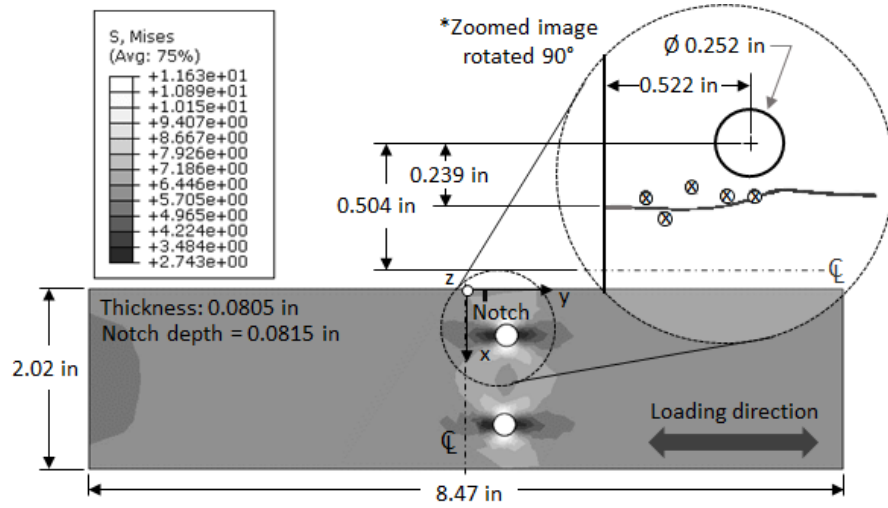 S, Mises
(Avg: 75%)
+1.163e+01
+1.089e+01
+1.015e+01
+9.407e+00
+8.667e+00
+7.926e+00
+7.186e+00
+6.446e+00
+5.705e+00
+4.965e+00
+4.224e+00
+3.484e+00
+2.743e+00
*Zoomed image
rotated 90°
Ø 0.252 in
0.522 in
0.239 in
0.504 in
℄
Thickness: 0.0805 in
Notch depth = 0.0815 in
z
y
Notch
x
2.02 in
℄
Loading direction
8.47 in